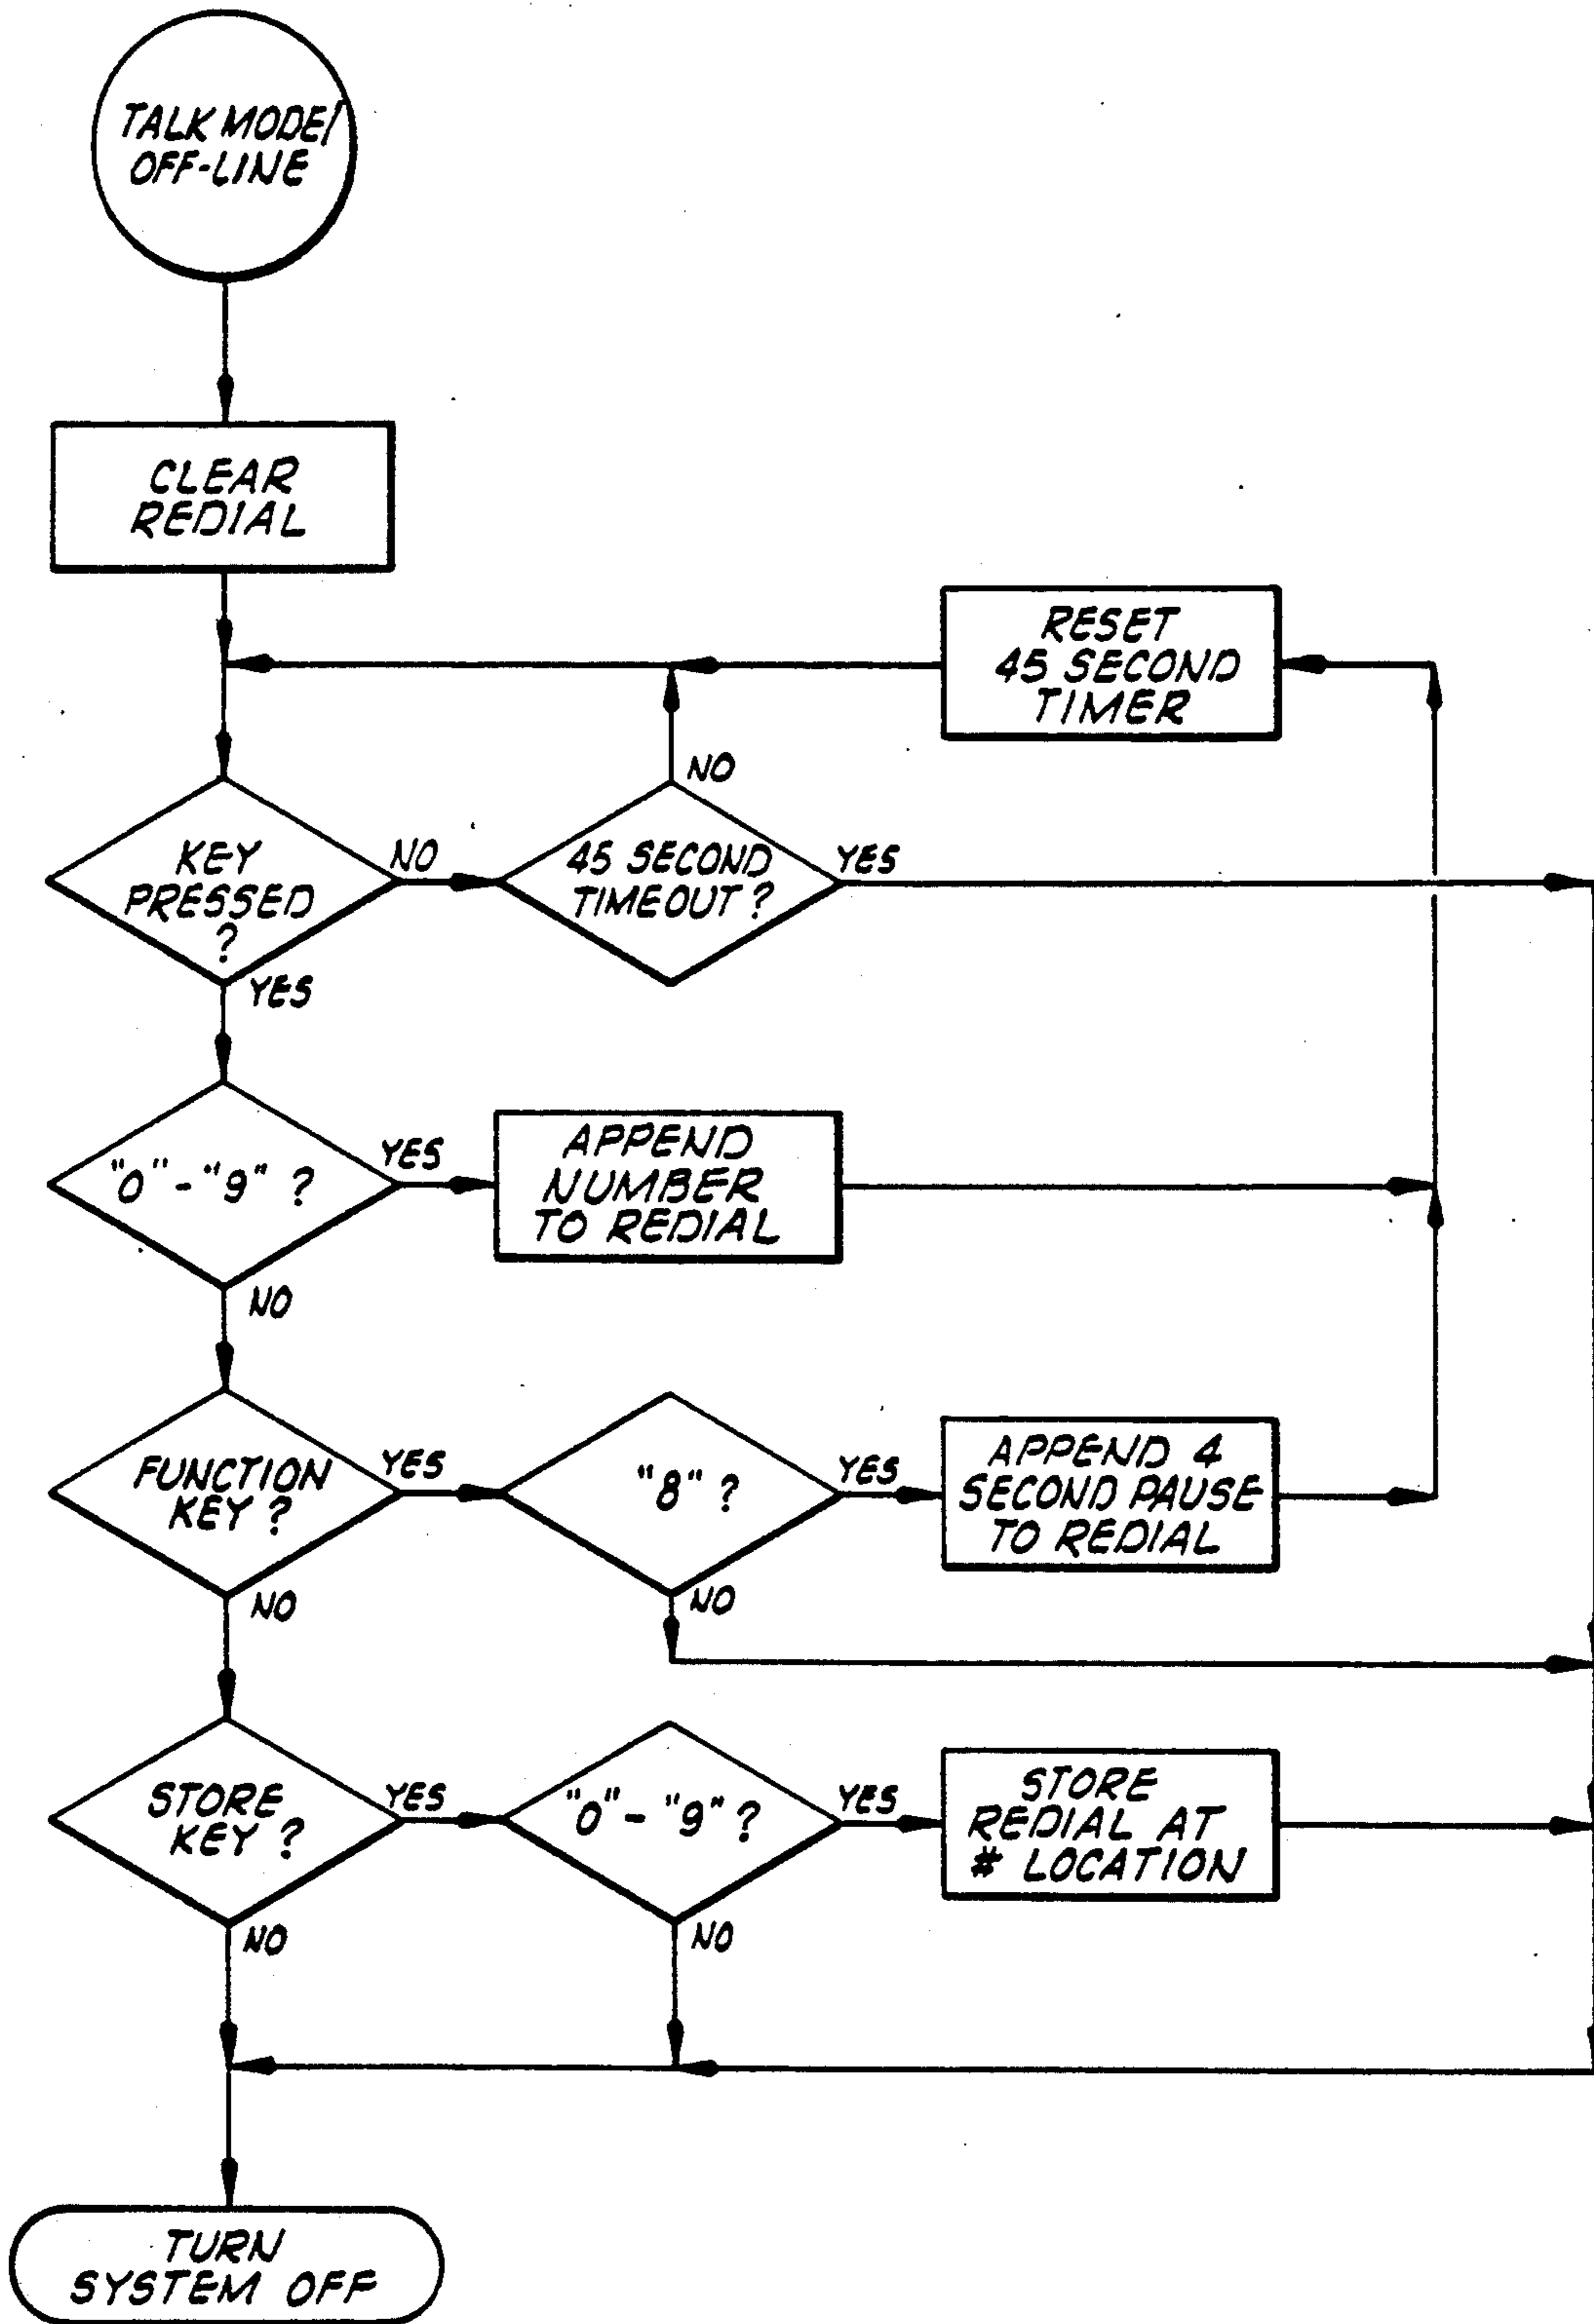 TALK MODE/
OFF-LINE
CLEAR
REDIAL
RESET
45 SECOND
TIMER
NO
KEY
PRESSED
?
NO
45 SECOND
TIMEOUT ?
YES
YES
"0" - "9" ?
YES
APPEND
NUMBER
TO REDIAL
NO
FUNCTION
KEY ?
YES
"8" ?
YES
APPEND 4
SECOND PAUSE
TO REDIAL
NO
NO
STORE
KEY ?
YES
"0" - "9" ?
YES
STORE
REDIAL AT
# LOCATION
NO
NO
TURN
SYSTEM OFF